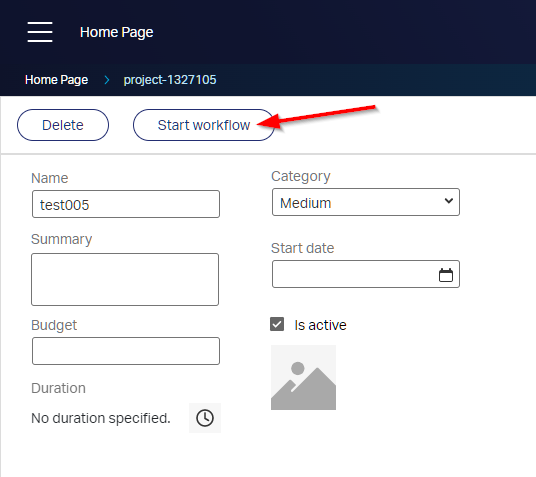 Home Page
Home Page > project-1327105
Delete Start workflow
Name
test005
Category
Medium
Summary
Start date
Budget
Is active
Duration
No duration specified.